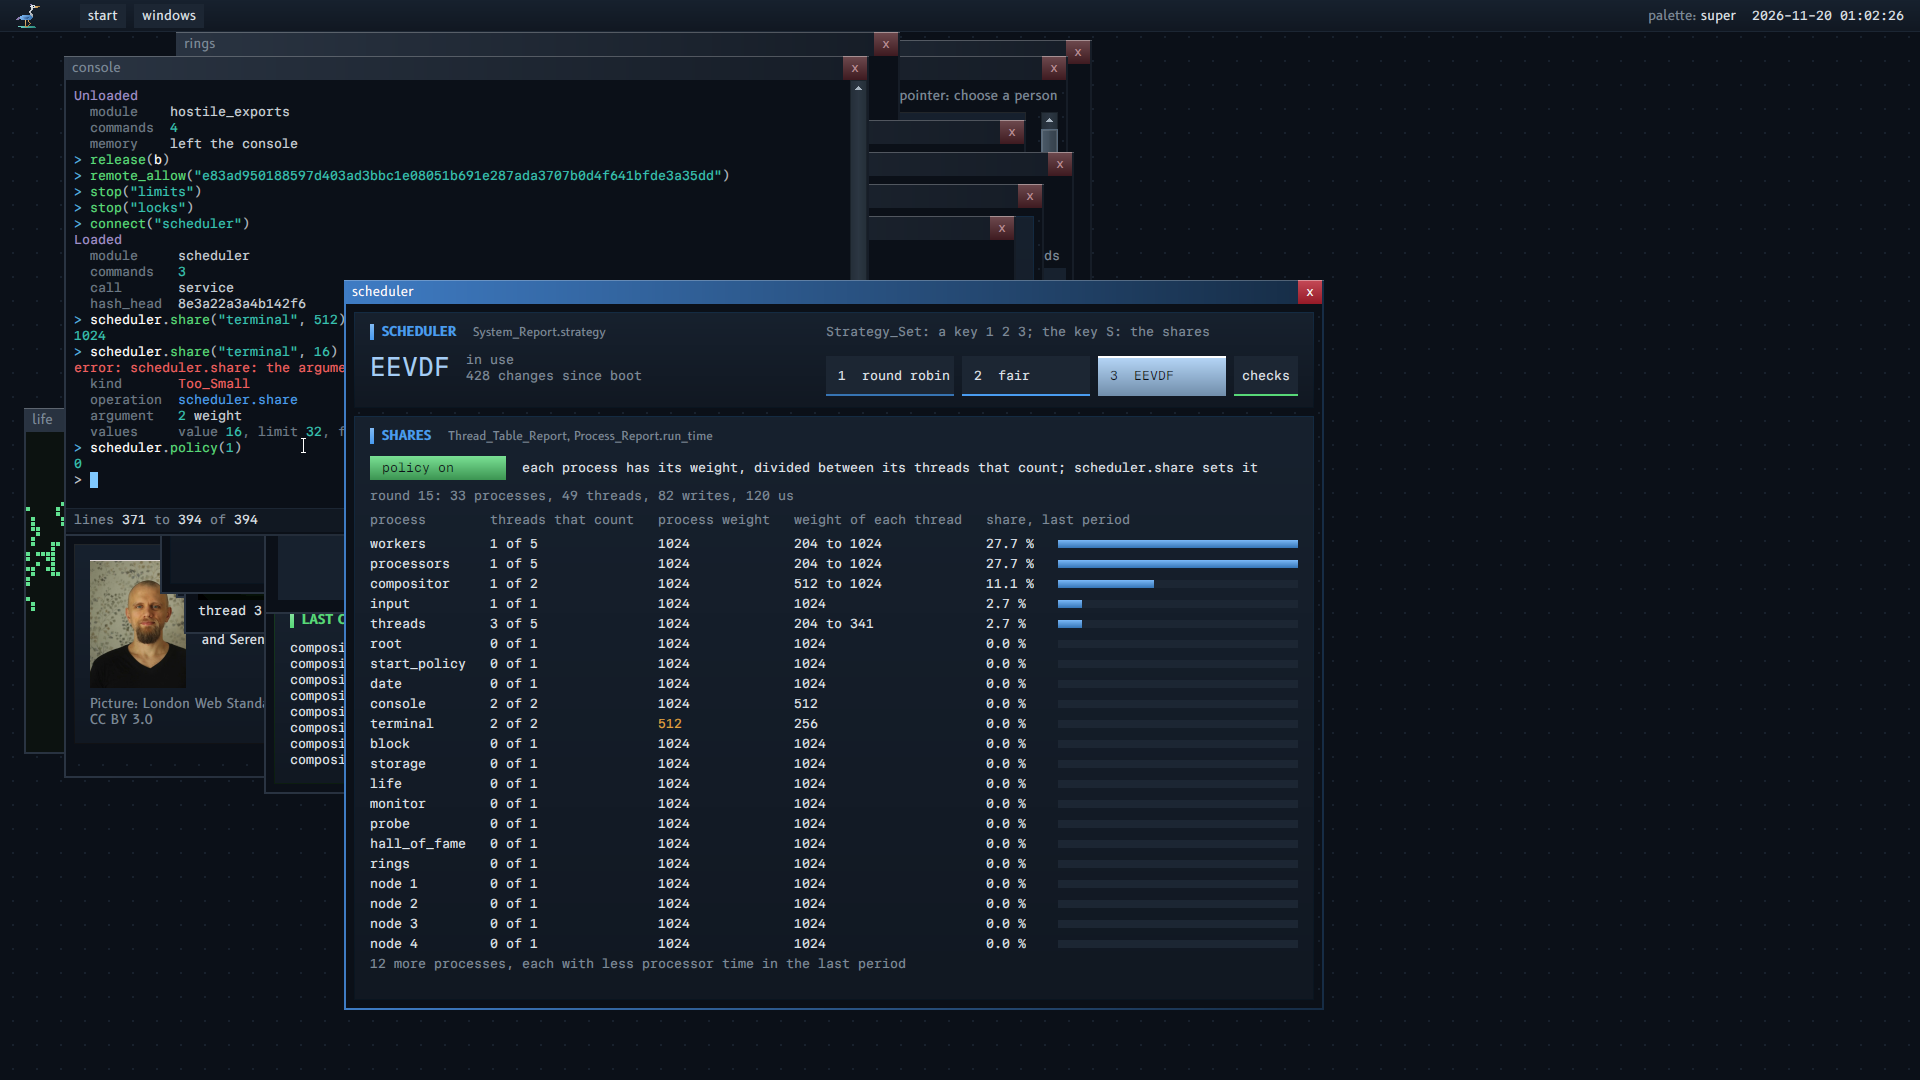 start windows palette: super 2026-11-20 01:02:26
rings x
x
console x
x
Unloaded
module hostile_exports
commands 4
memory left the console
> release(b)
> remote_allow("e83ad950188597d403ad3bbc1e08051b691e287ada3707b0d4f641bfde3a35dd")
> stop("limits")
> stop("locks")
> connect("scheduler")
Loaded
module scheduler
commands 3
call service
hash_head 8e3a22a3a4b142f6
> scheduler.share("terminal", 512)
1024
> scheduler.share("terminal", 16)
error: scheduler.share: the argume
kind Too_Small
operation scheduler.share
argument 2 weight
values value 16, limit 32, f
> scheduler.policy(1)
0
>
lines 371 to 394 of 394
pointer: choose a person
x
x
x
x
ds
life
thread 3
and Seren
Picture: London Web Standa
CC BY 3.0
LAST C
composi
composi
composi
composi
composi
composi
composi
composi
scheduler x
SCHEDULER System_Report.strategy Strategy_Set: a key 1 2 3; the key S: the shares
EEVDF in use
428 changes since boot
1 round robin 2 fair 3 EEVDF checks
SHARES Thread_Table_Report, Process_Report.run_time
policy on each process has its weight, divided between its threads that count; scheduler.share sets it
round 15: 33 processes, 49 threads, 82 writes, 120 us
process threads that count process weight weight of each thread share, last period
workers 1 of 5 1024 204 to 1024 27.7 %
processors 1 of 5 1024 204 to 1024 27.7 %
compositor 1 of 2 1024 512 to 1024 11.1 %
input 1 of 1 1024 1024 2.7 %
threads 3 of 5 1024 204 to 341 2.7 %
root 0 of 1 1024 1024 0.0 %
start_policy 0 of 1 1024 1024 0.0 %
date 0 of 1 1024 1024 0.0 %
console 2 of 2 1024 512 0.0 %
terminal 2 of 2 512 256 0.0 %
block 0 of 1 1024 1024 0.0 %
storage 0 of 1 1024 1024 0.0 %
life 0 of 1 1024 1024 0.0 %
monitor 0 of 1 1024 1024 0.0 %
probe 0 of 1 1024 1024 0.0 %
hall_of_fame 0 of 1 1024 1024 0.0 %
rings 0 of 1 1024 1024 0.0 %
node 1 0 of 1 1024 1024 0.0 %
node 2 0 of 1 1024 1024 0.0 %
node 3 0 of 1 1024 1024 0.0 %
node 4 0 of 1 1024 1024 0.0 %
12 more processes, each with less processor time in the last period